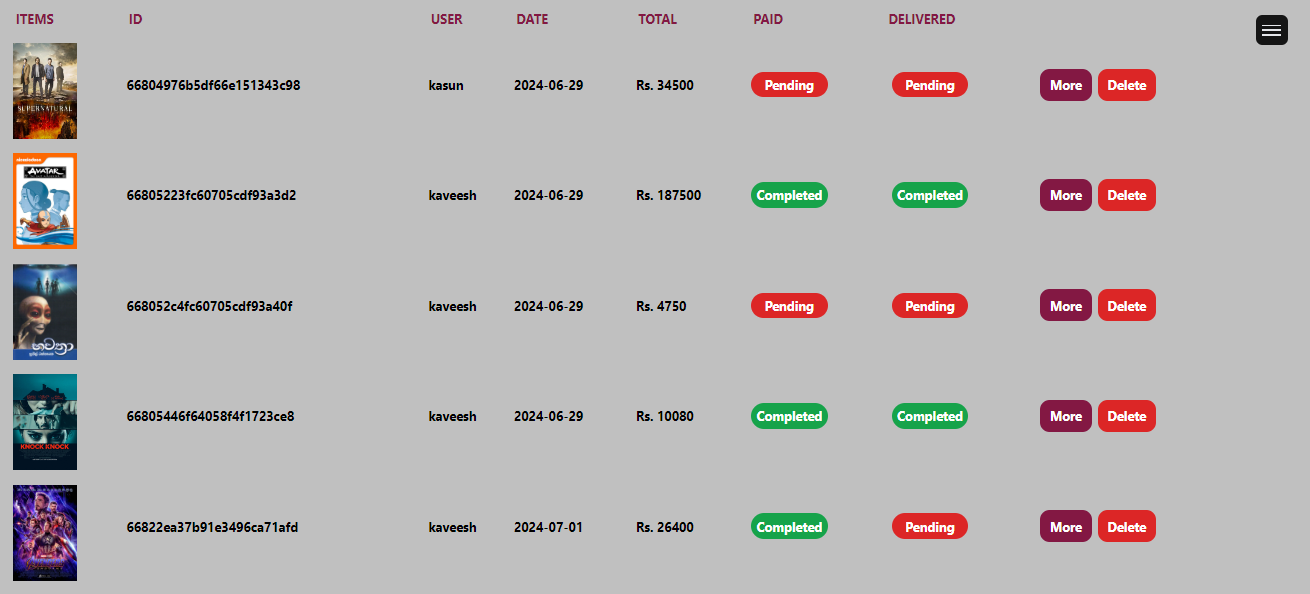 ITEMS ID USER DATE TOTAL PAID DELIVERED
SUPERNATURAL
66804976b5df66e151343c98 kasun 2024-06-29 Rs. 34500 Pending Pending More Delete
nickelodeon
AVATAR
66805223fc60705cdf93a3d2 kaveesh 2024-06-29 Rs. 187500 Completed Completed More Delete
668052c4fc60705cdf93a40f kaveesh 2024-06-29 Rs. 4750 Pending Pending More Delete
66805446f64058f4f1723ce8 kaveesh 2024-06-29 Rs. 10080 Completed Completed More Delete
KNOCK KNOCK
66822ea37b91e3496ca71afd kaveesh 2024-07-01 Rs. 26400 Completed Pending More Delete